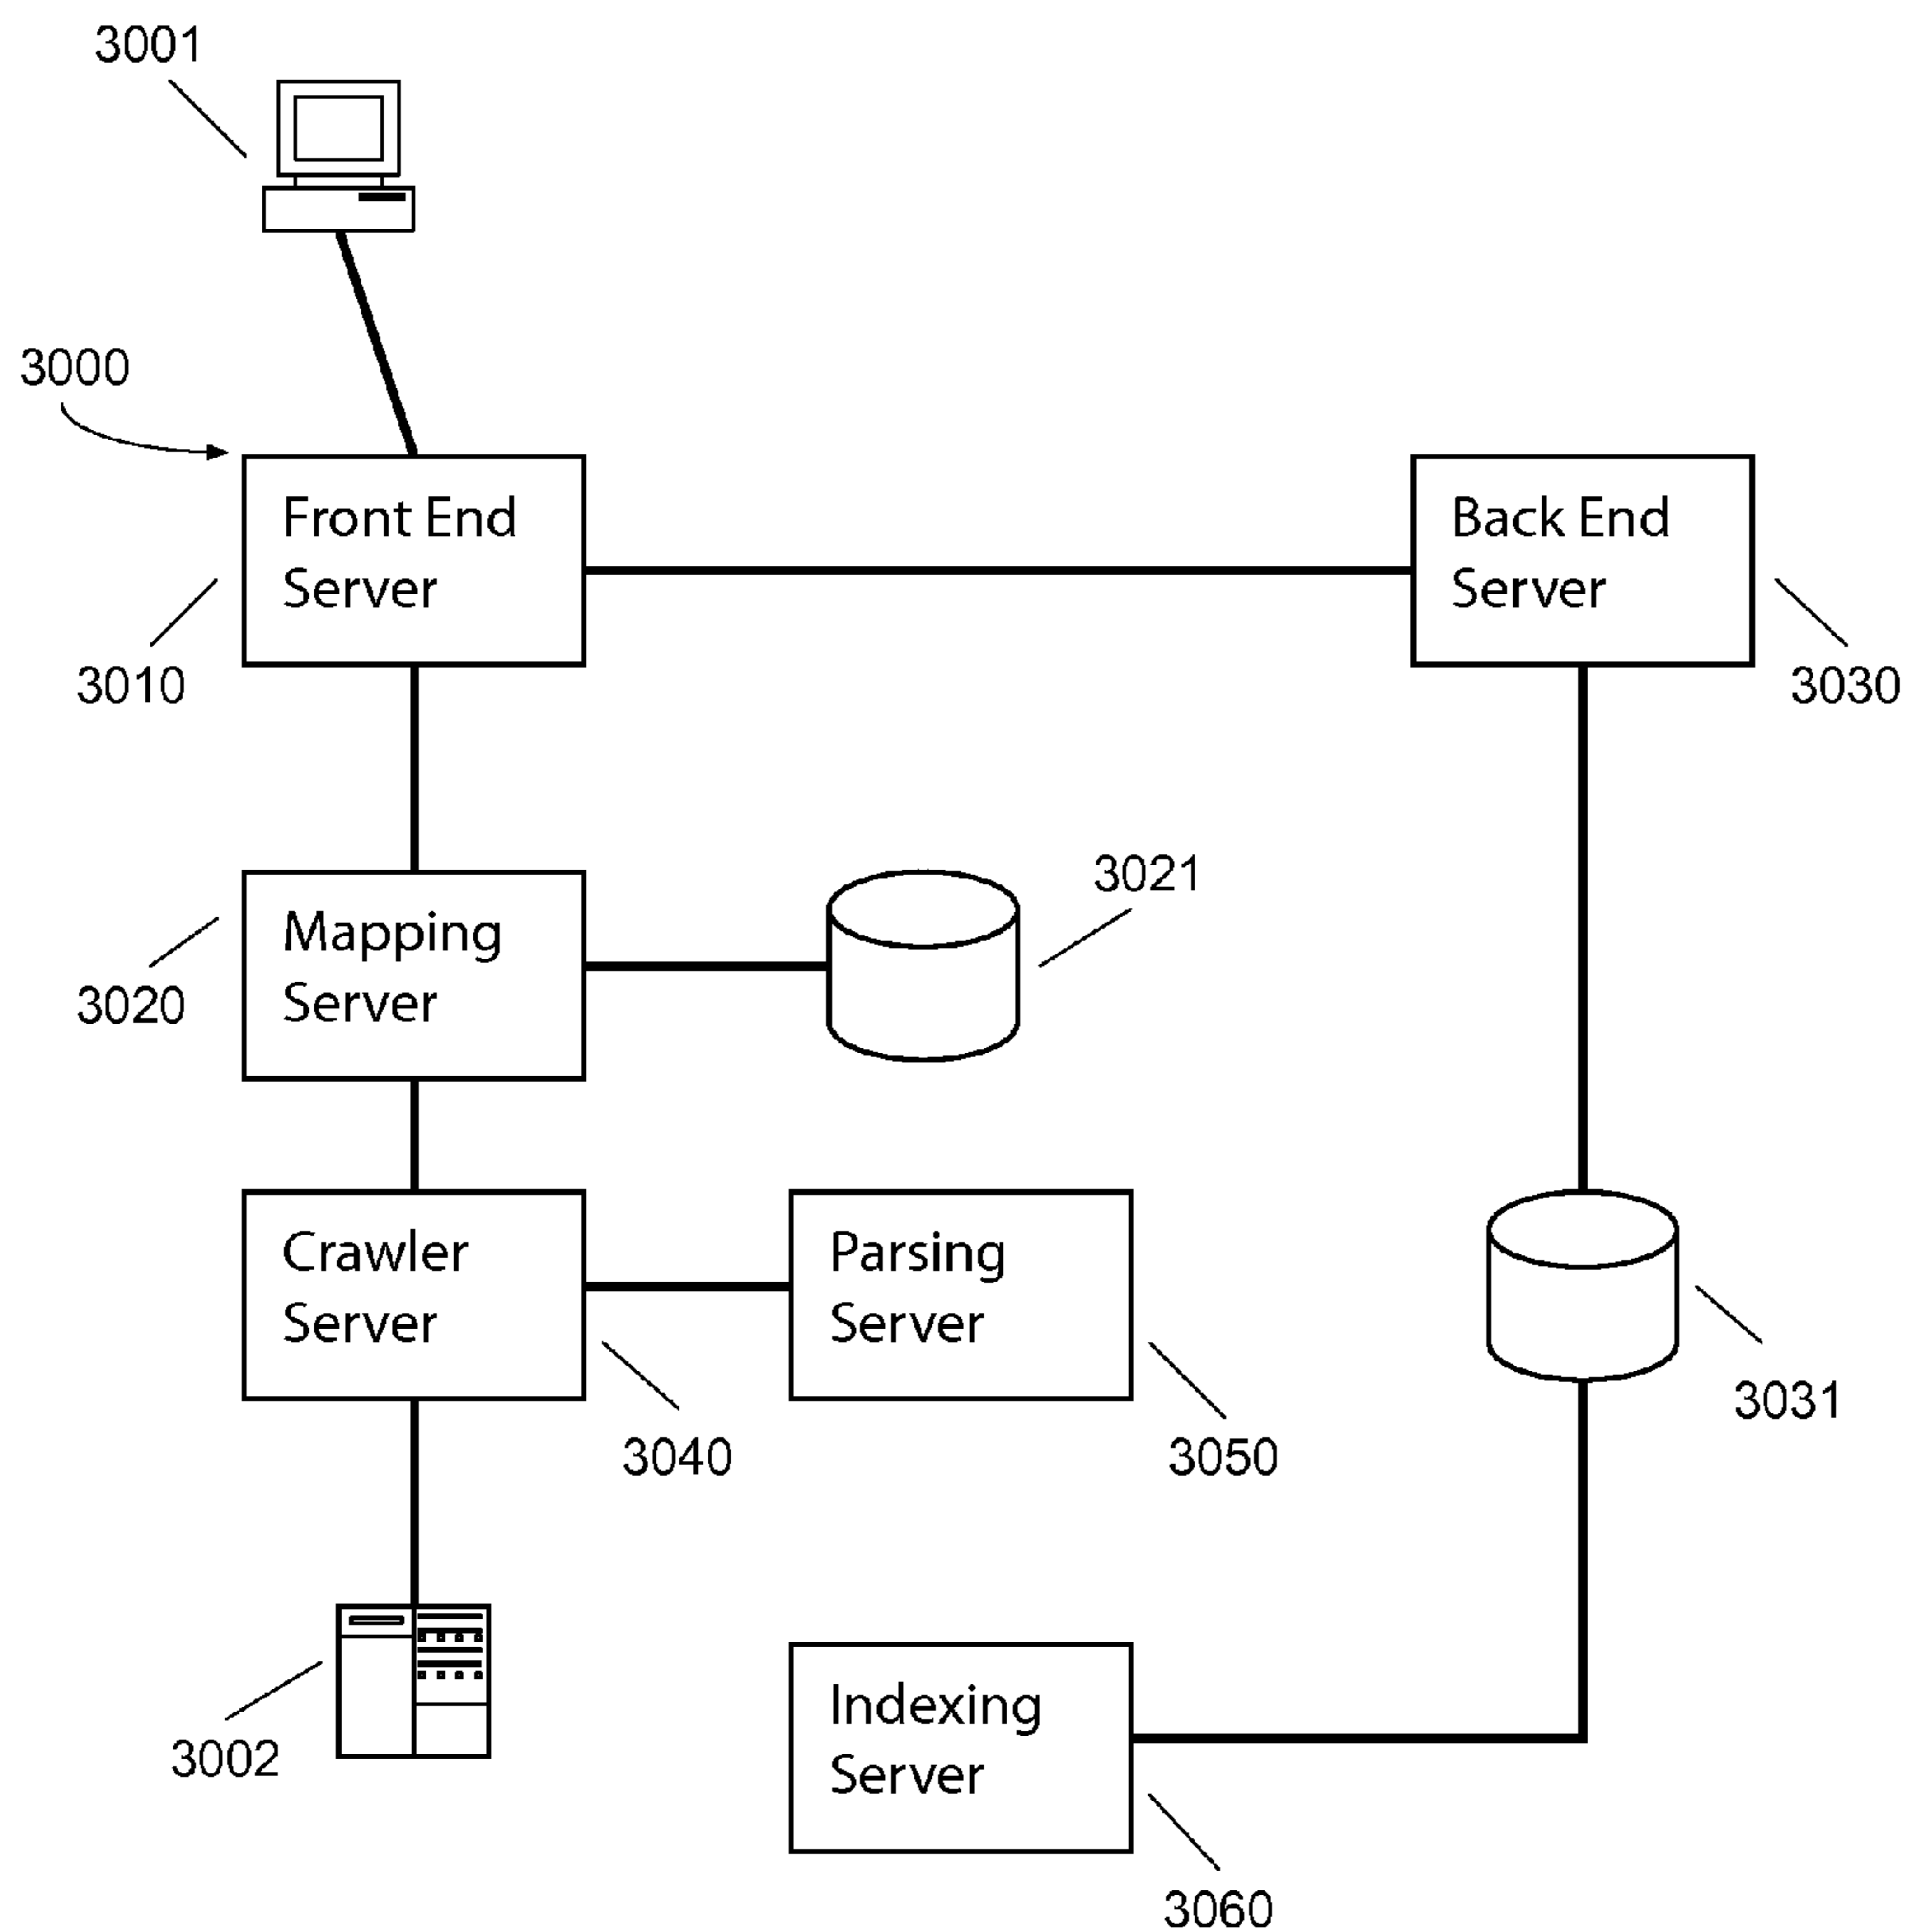 3001
3000
Front End
Server
Back End
Server
3010
3030
Mapping
Server
3021
3020
Crawler
Server
Parsing
Server
3031
3040
3050
Indexing
Server
3002
3060